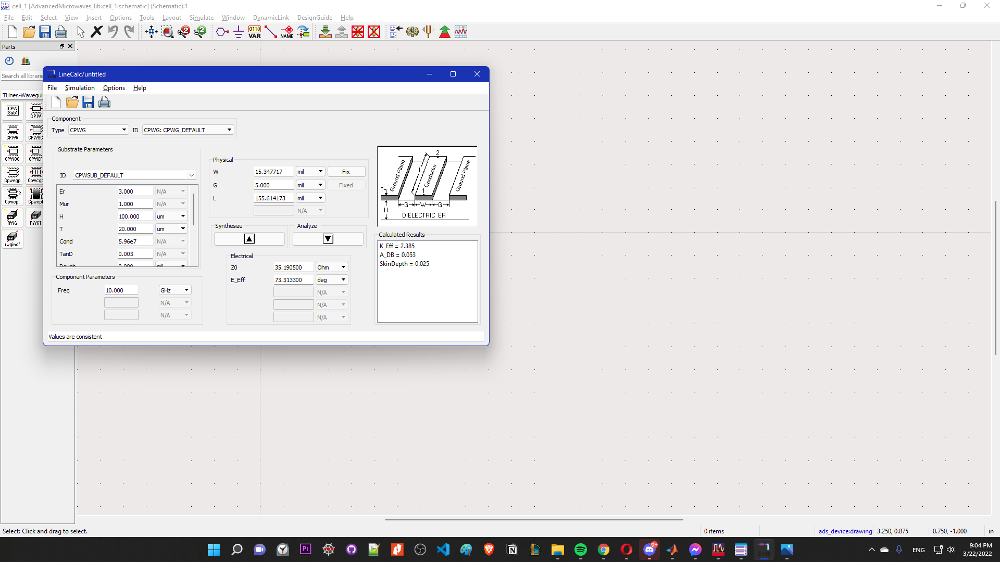 cell_1 [AdvancedMicrowaves_lib:cell_1:schematic] (Schematic):1
File Edit Select View Insert Options Tools Layout Simulate Window DynamicLink DesignGuide Help
0110 VAR NAME
Parts
Search all librarie
TLines-Wavegui
CPW Sub1 CPW
CPWG CPWSC
CPWOC CPWEF
Cpwegp Cpwcg
Cpwcpl Cpwcpl
RWG RWGT
rwgindf
LineCalc/untitled
File Simulation Options Help
Component
Type CPWG ID CPWG: CPWG_DEFAULT
Substrate Parameters
ID CPWSUB_DEFAULT
Er 3.000 N/A
Mur 1.000 N/A
H 100.000 um
T 20.000 um
Cond 5.96e7 N/A
TanD 0.003 N/A
Rough 0.000 mil
Component Parameters
Freq 10.000 GHz
N/A
N/A
Physical
W 15.347717 mil Fix
G 5.000 mil Fixed
L 155.614173 mil
N/A
Synthesize Analyze
Electrical
Z0 35.190500 Ohm
E_Eff 73.313300 deg
N/A
N/A
N/A
2
Ground Plane L Conductor Ground Plane
T 1
G W G
H
DIELECTRIC ER
Calculated Results
K_Eff = 2.385
A_DB = 0.053
SkinDepth = 0.025
Values are consistent
Select: Click and drag to select.
0 items
ads_device:drawing 3.250, 0.875 0.750, -1.000 in
Pr
9+
ENG
9:04 PM
3/22/2022